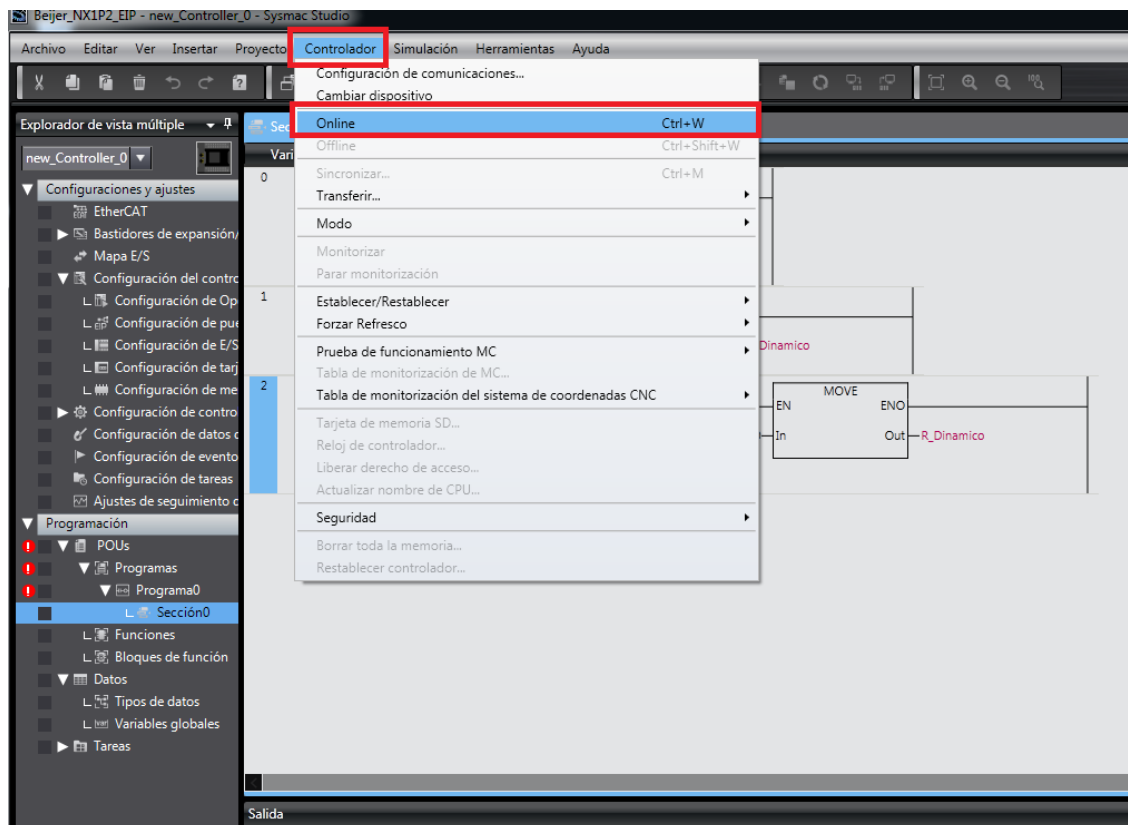 Beijer_NX1P2_EIP - new_Controller_0 - Sysmac Studio
Archivo Editar Ver Insertar Proyecto Controlador Simulación Herramientas Ayuda
Configuración de comunicaciones...
Cambiar dispositivo
Online Ctrl+W
Offline Ctrl+Shift+W
Sincronizar... Ctrl+M
Transferir...
Modo
Monitorizar
Parar monitorización
Establecer/Restablecer
Forzar Refresco
Prueba de funcionamiento MC
Tabla de monitorización de MC...
Tabla de monitorización del sistema de coordenadas CNC
Tarjeta de memoria SD...
Reloj de controlador...
Liberar derecho de acceso...
Actualizar nombre de CPU...
Seguridad
Borrar toda la memoria...
Restablecer controlador...
Explorador de vista múltiple
new_Controller_0
Configuraciones y ajustes
EtherCAT
Bastidores de expansión/
Mapa E/S
Configuración del contro
Configuración de Op
Configuración de pue
Configuración de E/S
Configuración de tarj
Configuración de me
Configuración de contro
Configuración de datos c
Configuración de evento
Configuración de tareas
Ajustes de seguimiento d
Programación
POUs
Programas
Programa0
Sección0
Funciones
Bloques de función
Datos
Tipos de datos
Variables globales
Tareas
Sec
Vari
0
1
Dinamico
2
MOVE
EN ENO
In Out R_Dinamico
Salida
100%